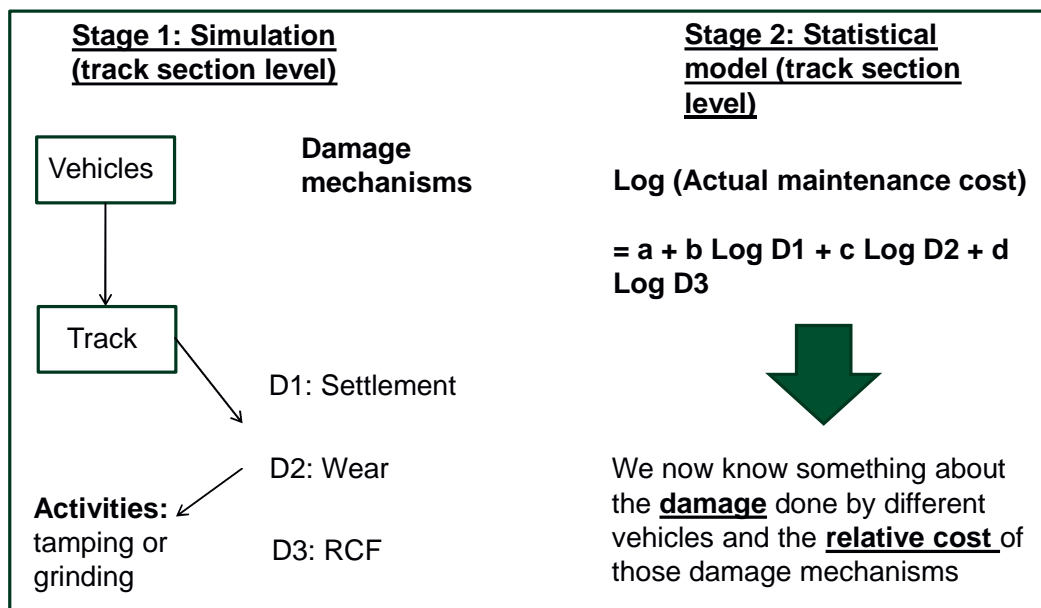 Stage 1: Simulation
(track section level)
Vehicles
Damage
mechanisms
Track
D1: Settlement
D2: Wear
D3: RCF
Activities:
tamping or
grinding
Stage 2: Statistical
model (track section
level)
Log (Actual maintenance cost)
= a + b Log D1 + c Log D2 + d
Log D3
We now know something about
the damage done by different
vehicles and the relative cost of
those damage mechanisms